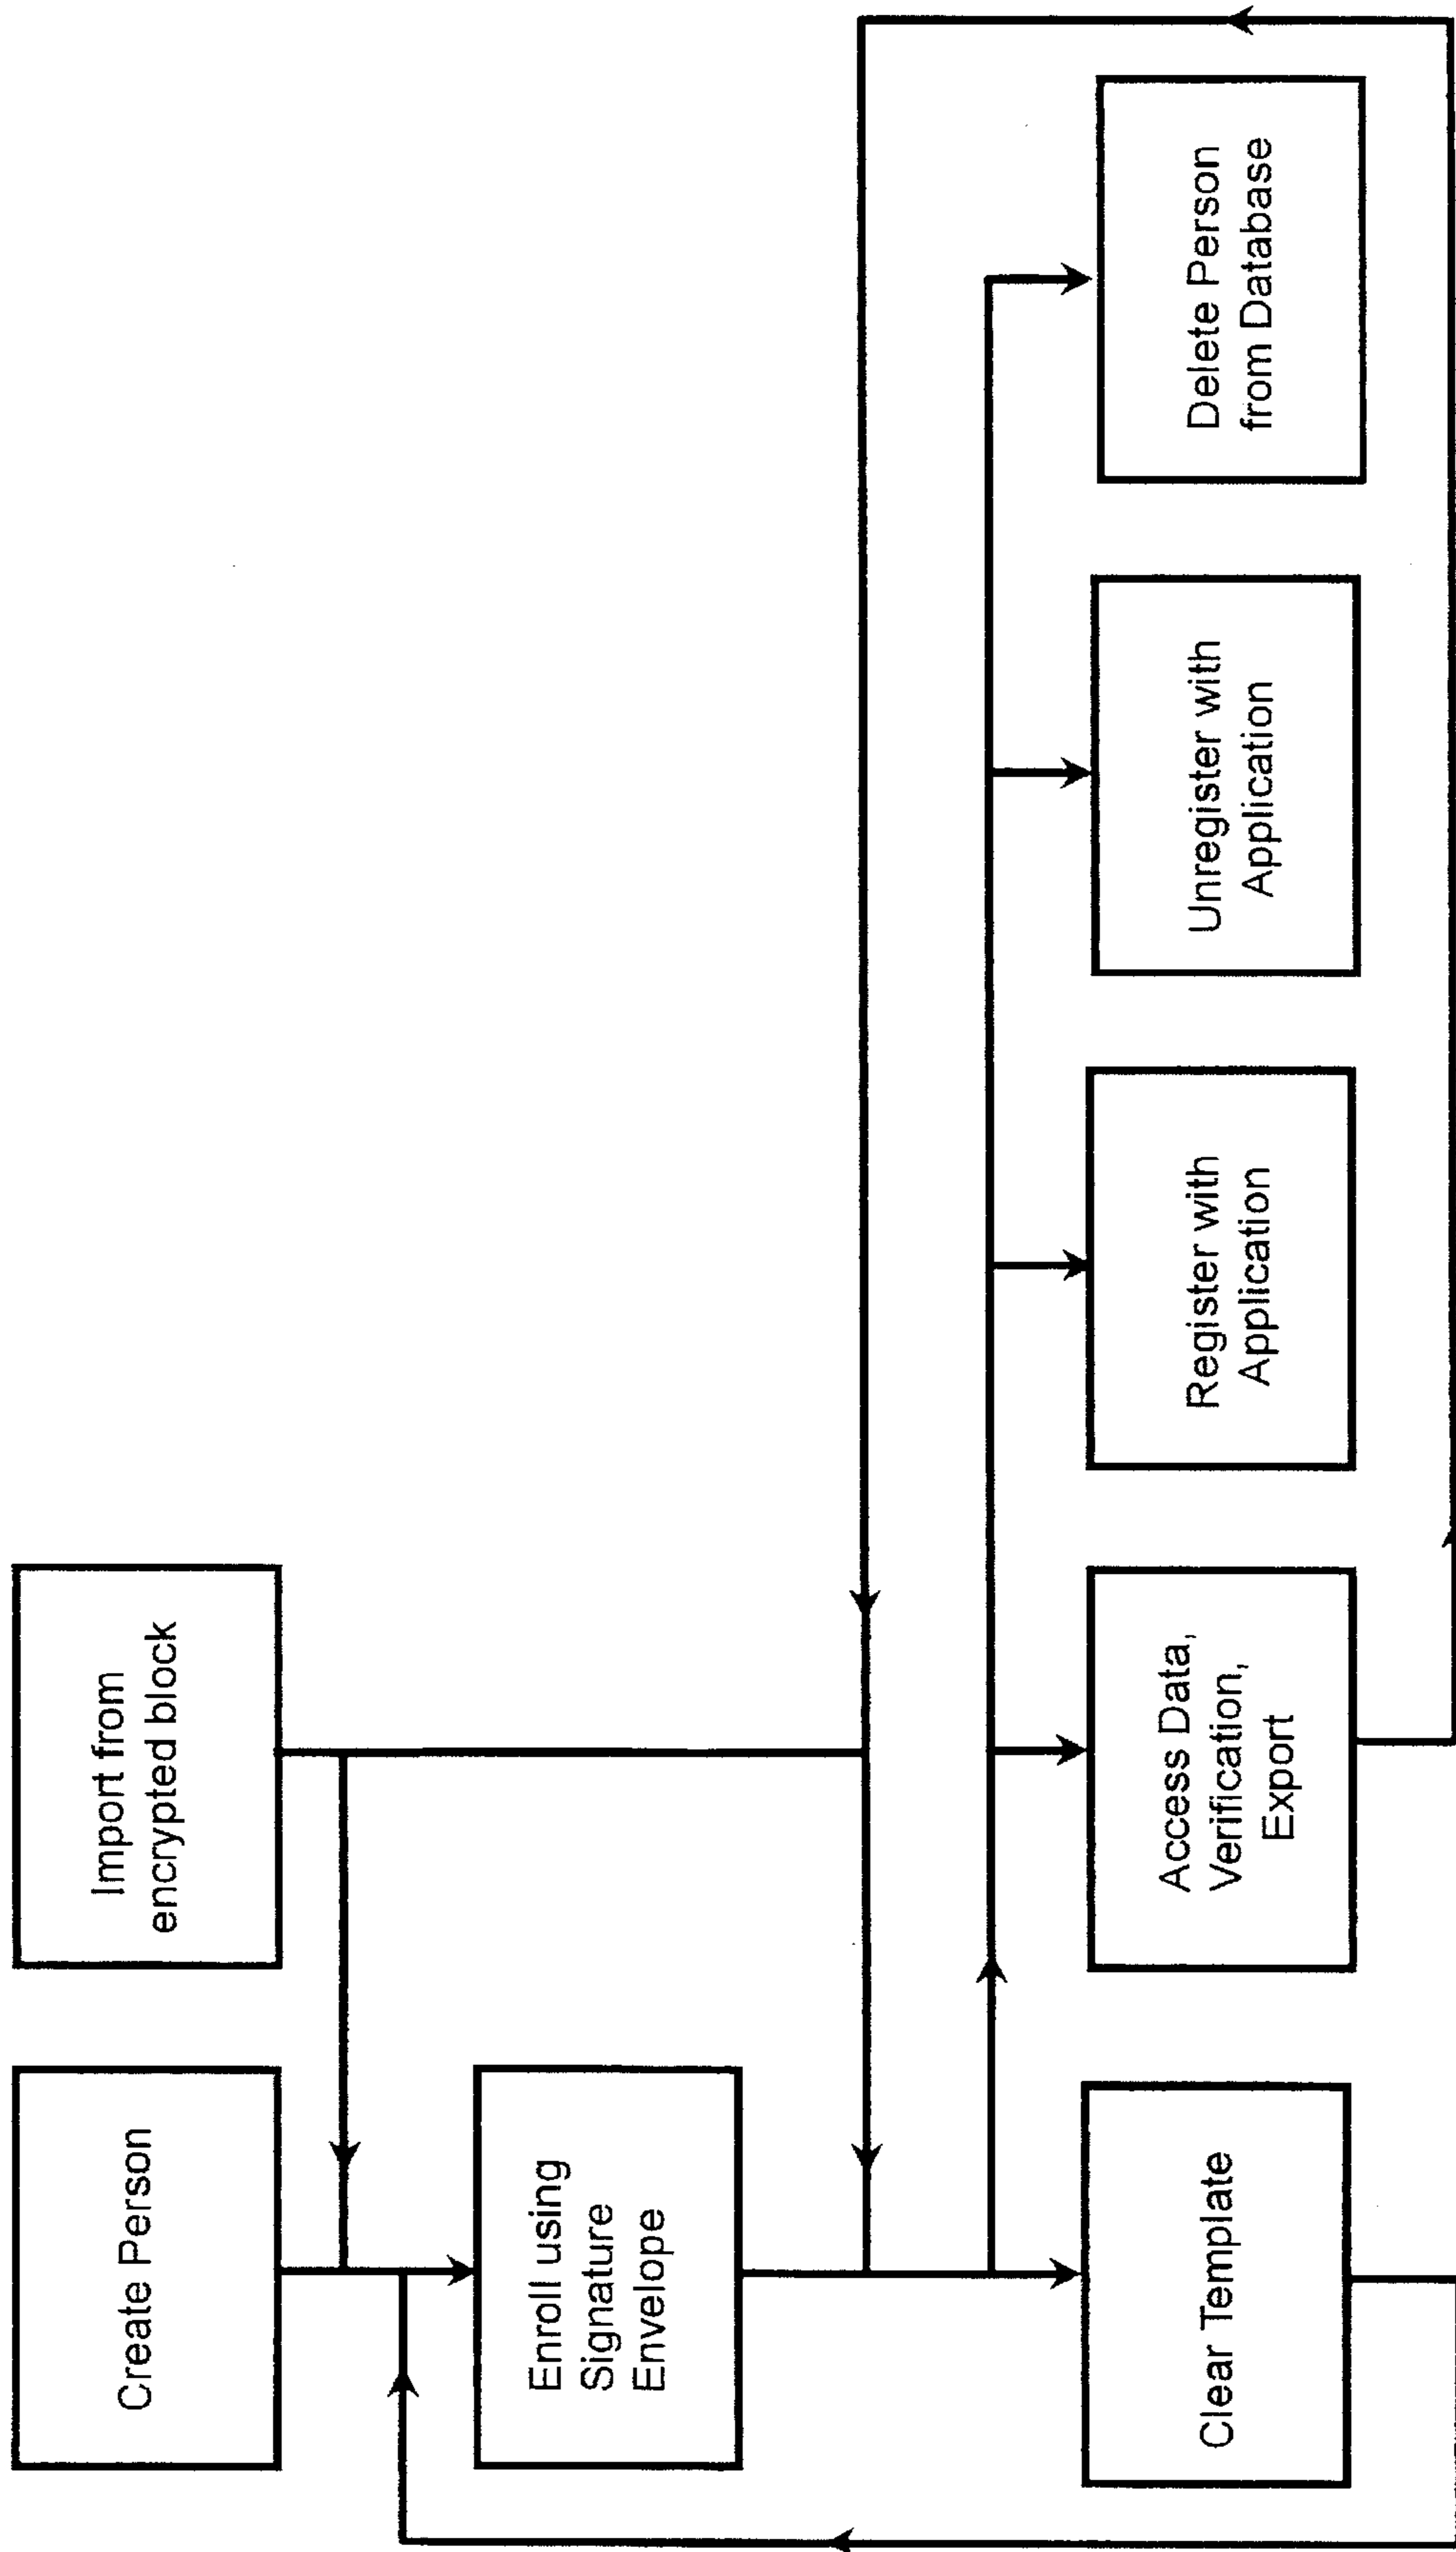 Create Person
Import from
encrypted block
Enroll using
Signature
Envelope
Clear Template
Access Data,
Verification,
Export
Register with
Application
Unregister with
Application
Delete Person
from Database